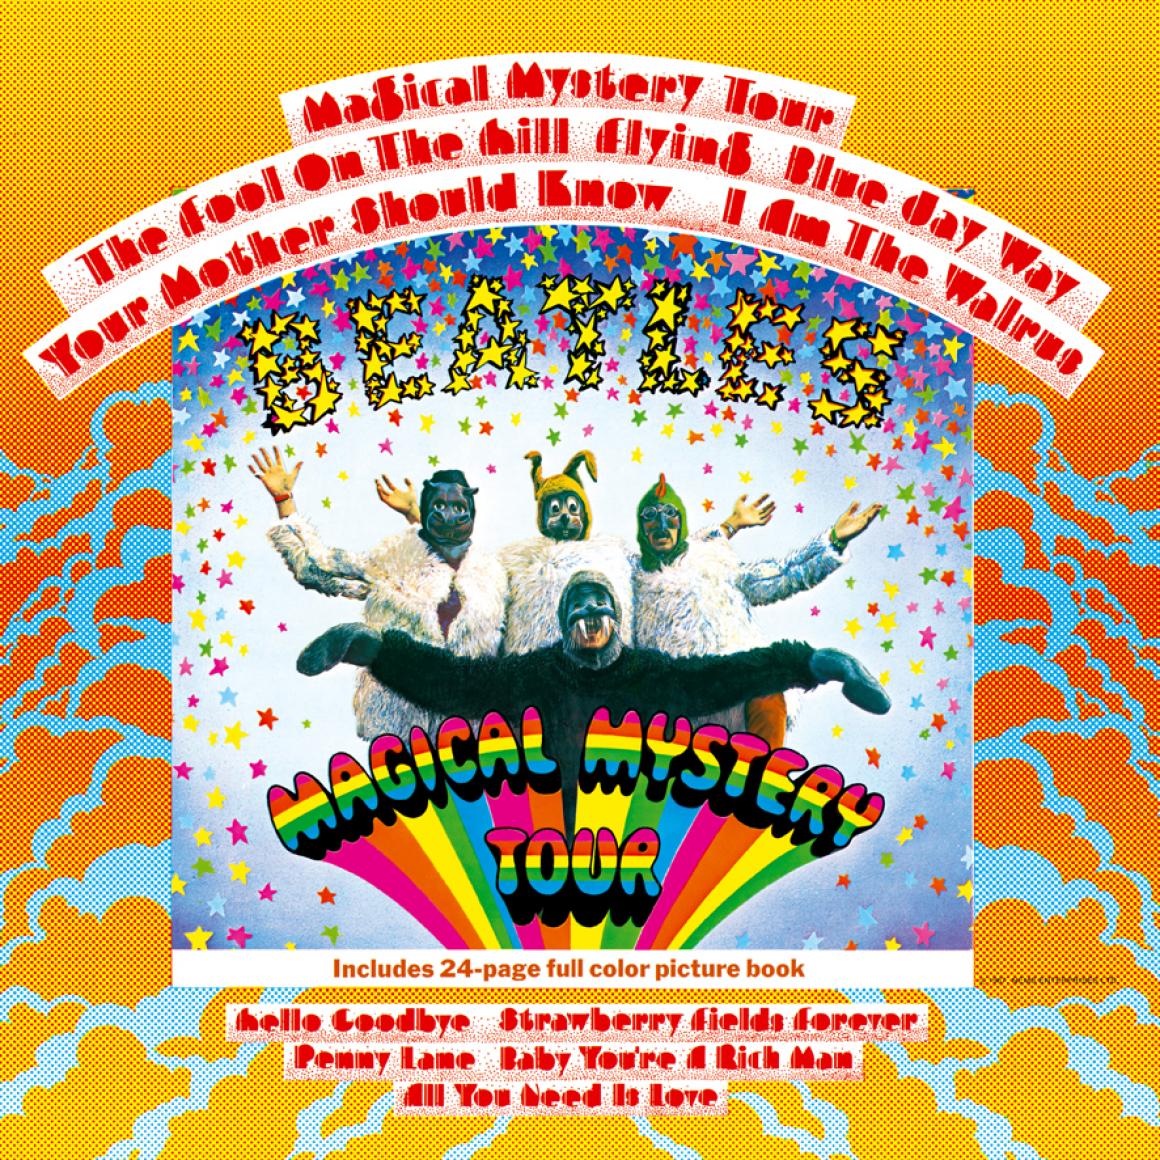 Magical Mystery Tour
The Fool On The Hill Flying Blue Jay Way
Your Mother Should Know I Am The Walrus
BEATLES
MAGICAL MYSTERY
TOUR
Includes 24-page full color picture book
Hello Goodbye Strawberry Fields Forever
Penny Lane Baby You're A Rich Man
All You Need Is Love